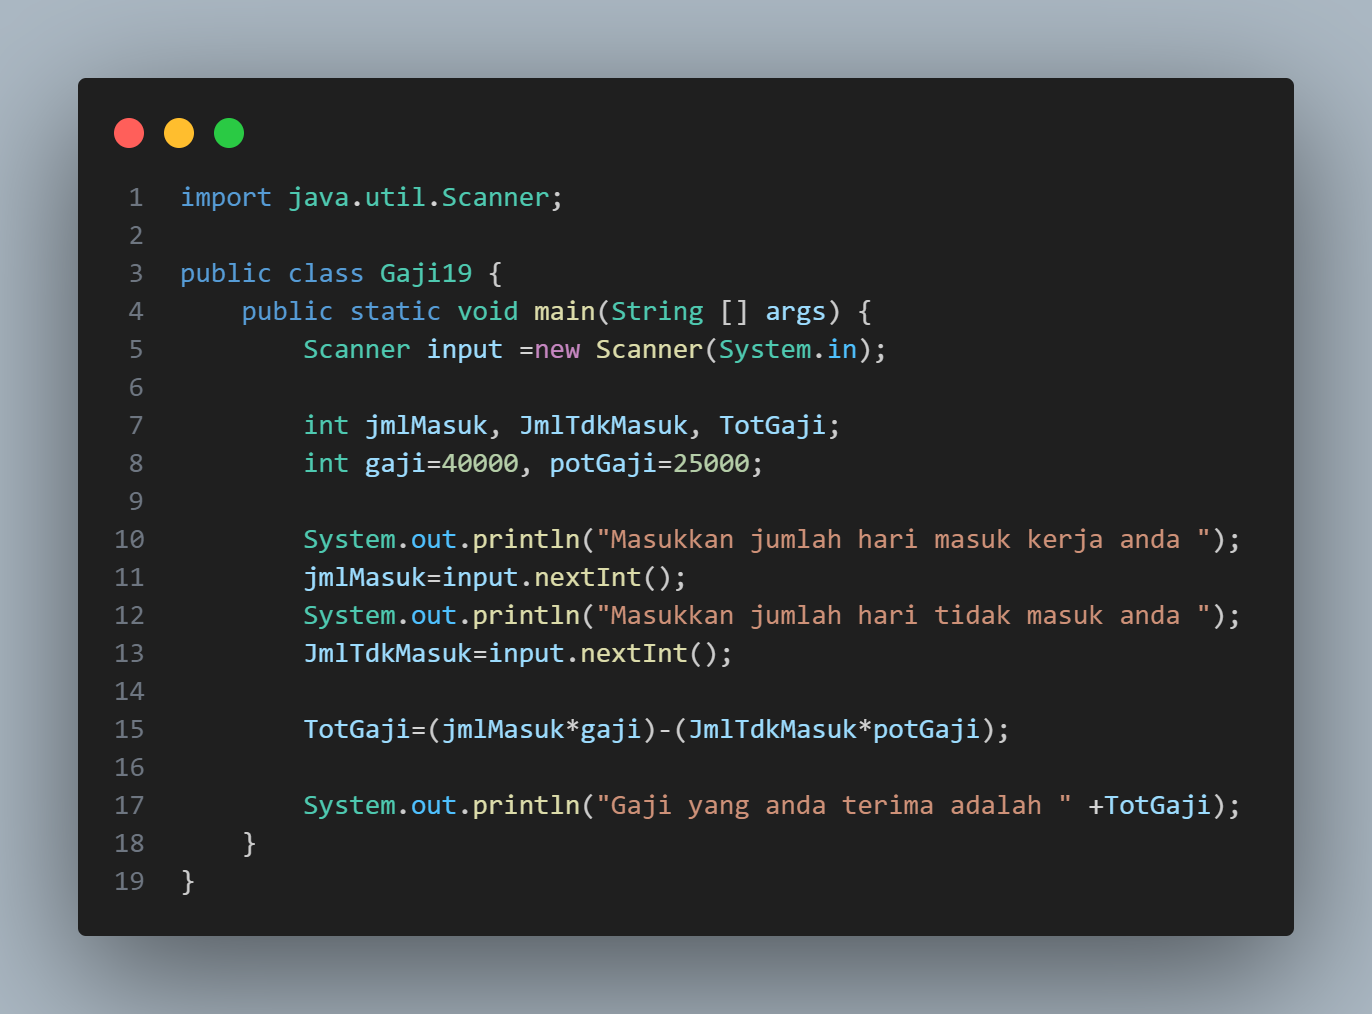 1 import java.util.Scanner;
2
3 public class Gaji19 {
4     public static void main(String [] args) {
5         Scanner input =new Scanner(System.in);
6
7         int jmlMasuk, JmlTdkMasuk, TotGaji;
8         int gaji=40000, potGaji=25000;
9
10         System.out.println("Masukkan jumlah hari masuk kerja anda ");
11         jmlMasuk=input.nextInt();
12         System.out.println("Masukkan jumlah hari tidak masuk anda ");
13         JmlTdkMasuk=input.nextInt();
14
15         TotGaji=(jmlMasuk*gaji)-(JmlTdkMasuk*potGaji);
16
17         System.out.println("Gaji yang anda terima adalah " +TotGaji);
18     }
19 }